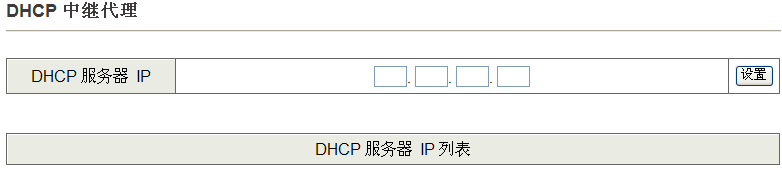 DHCP 中继代理
DHCP 服务器 IP . . . 设置
DHCP 服务器 IP 列表